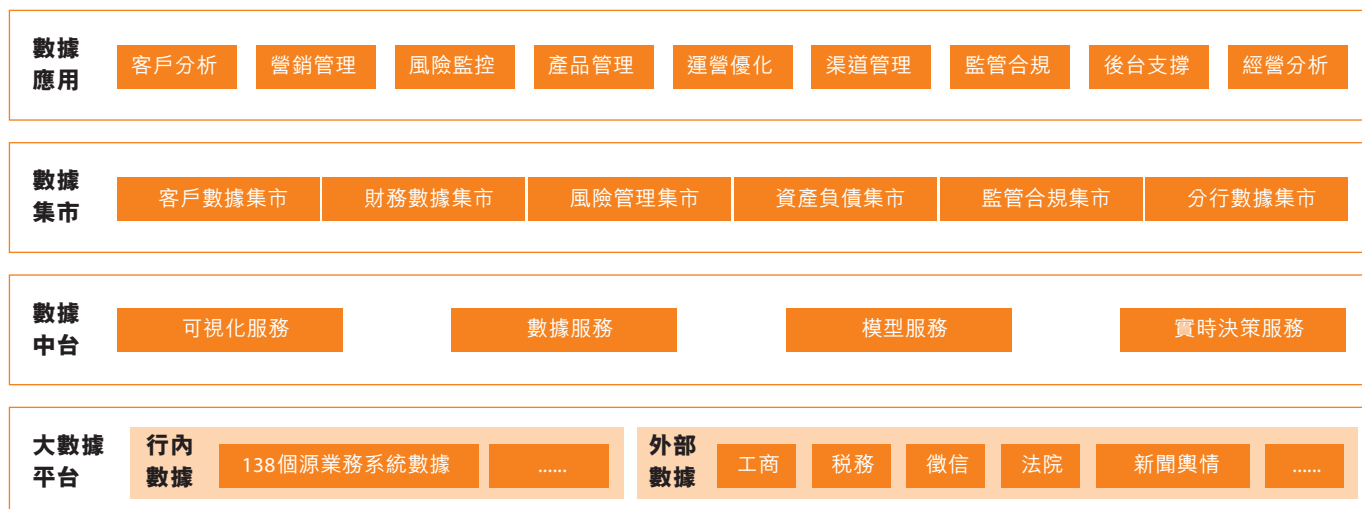 數據
應用
客戶分析
營銷管理
風險監控
產品管理
運營優化
渠道管理
監管合規
後台支撐
經營分析
數據
集市
客戶數據集市
財務數據集市
風險管理集市
資產負債集市
監管合規集市
分行數據集市
數據
中台
可視化服務
數據服務
模型服務
實時決策服務
大數據
平台
行內
數據
138個源業務系統數據
......
外部
數據
工商
税務
徵信
法院
新聞輿情
......